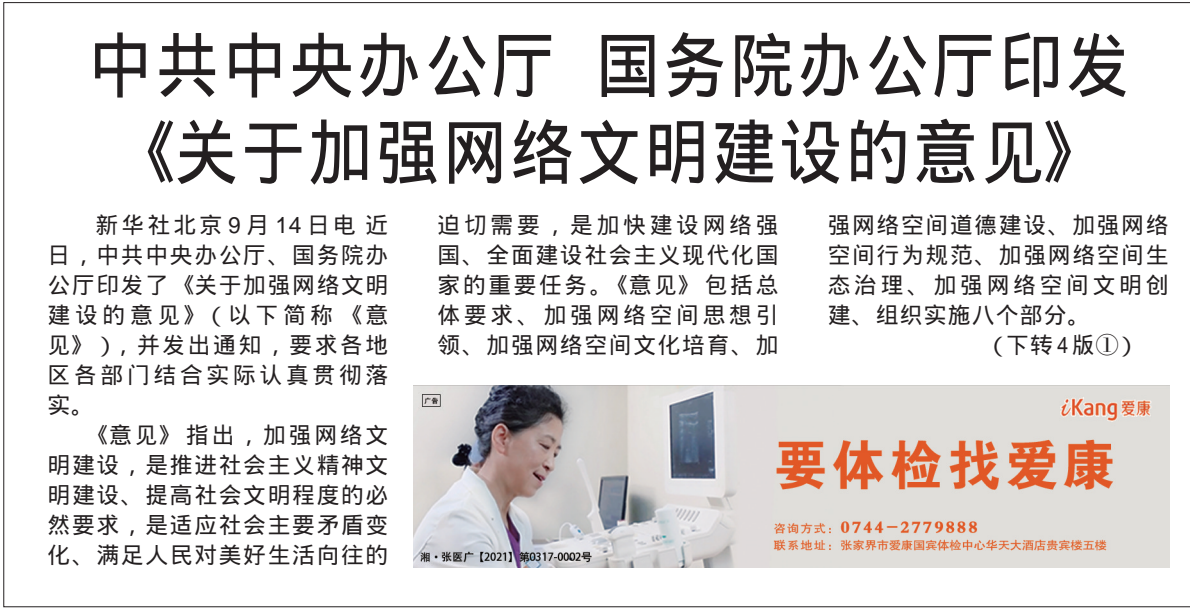 中共中央办公厅 国务院办公厅印发
《关于加强网络文明建设的意见》
新华社北京9月14日电 近
日，中共中央办公厅、国务院办
公厅印发了《关于加强网络文明
建设的意见》（以下简称《意
见》），并发出通知，要求各地
区各部门结合实际认真贯彻落
实。
《意见》指出，加强网络文
明建设，是推进社会主义精神文
明建设、提高社会文明程度的必
然要求，是适应社会主要矛盾变
化、满足人民对美好生活向往的
迫切需要，是加快建设网络强
国、全面建设社会主义现代化国
家的重要任务。《意见》包括总
体要求、加强网络空间思想引
领、加强网络空间文化培育、加
强网络空间道德建设、加强网络
空间行为规范、加强网络空间生
态治理、加强网络空间文明创
建、组织实施八个部分。
（下转4版①）
广告
iKang 爱康
要体检找爱康
咨询方式：0744－2779888
联系地址：张家界市爱康国宾体检中心华天大酒店贵宾楼五楼
湘·张医广【2021】第0317-0002号